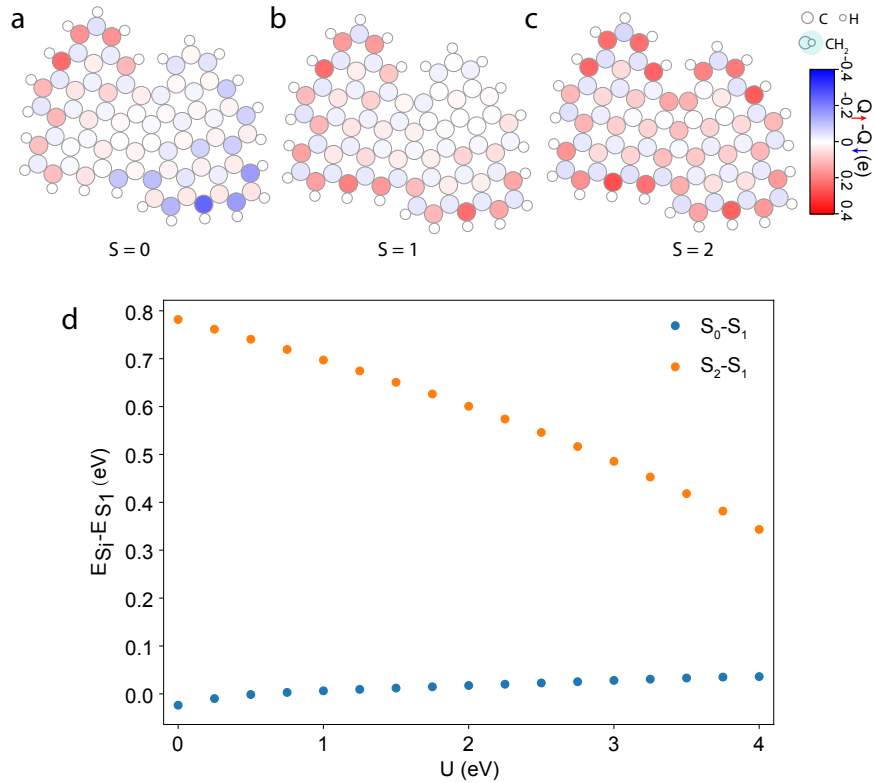 a
b
c
C H
CH2
-0.4
-0.2
0
0.2
0.4
Q↑-Q↓(e)
S = 0
S = 1
S = 2
d
S0-S1
S2-S1
0.8
0.7
0.6
0.5
0.4
0.3
0.2
0.1
0.0
ESi-ES1 (eV)
0 1 2 3 4
U (eV)